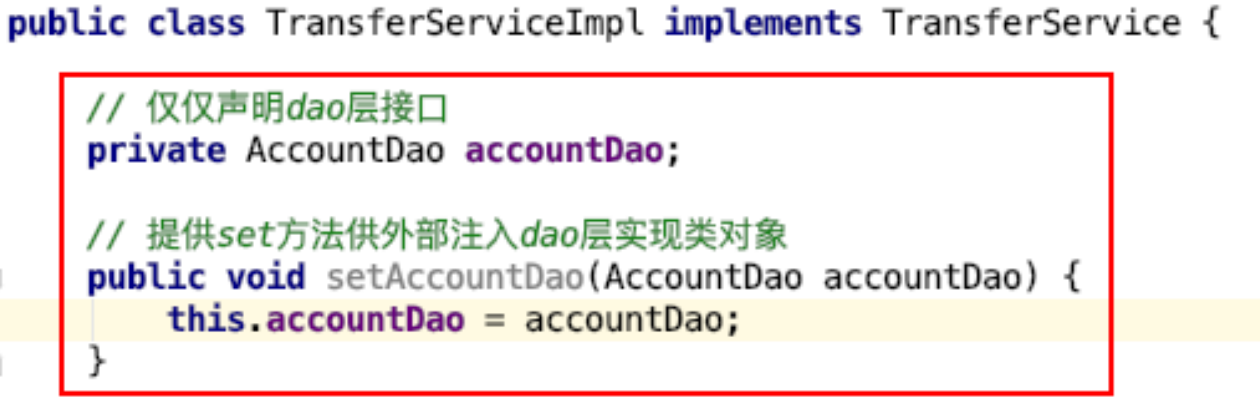 public class TransferServiceImpl implements TransferService {
// 仅仅声明dao层接口
private AccountDao accountDao;
// 提供set方法供外部注入dao层实现类对象
public void setAccountDao(AccountDao accountDao) {
this.accountDao = accountDao;
}